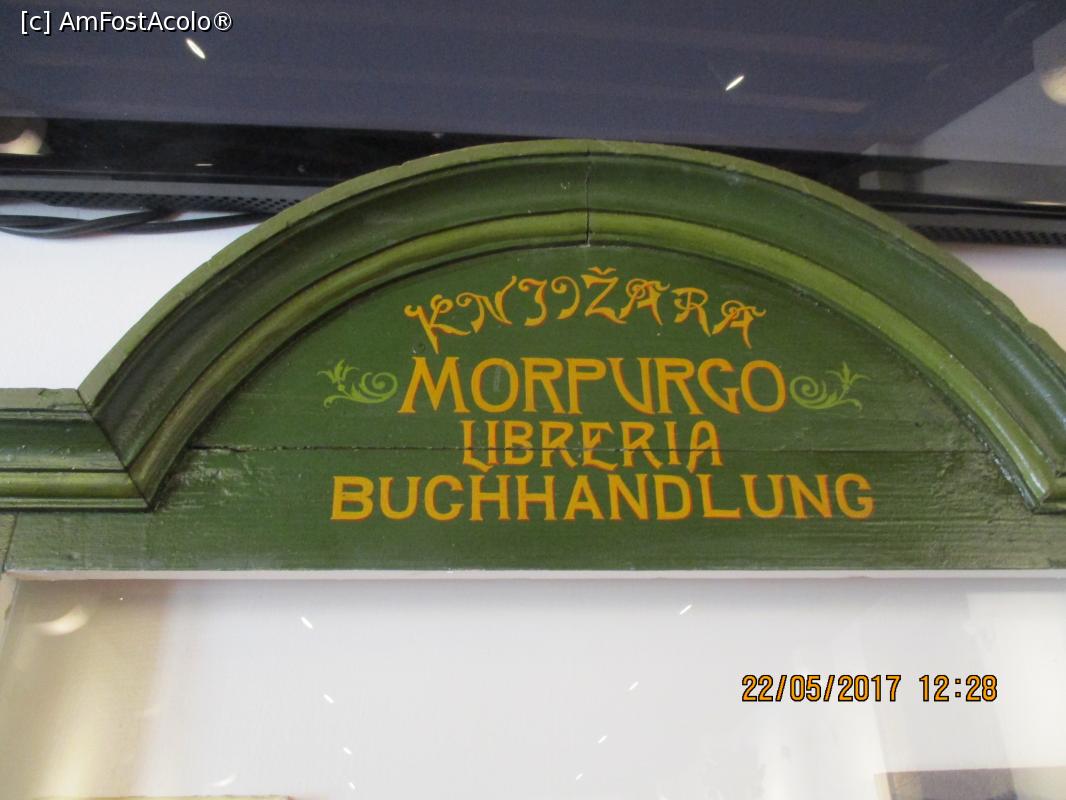 [c] AmFostAcolo®
KNJIŽARA
MORPURGO
LIBRERIA
BUCHHANDLUNG
22/05/2017 12:28